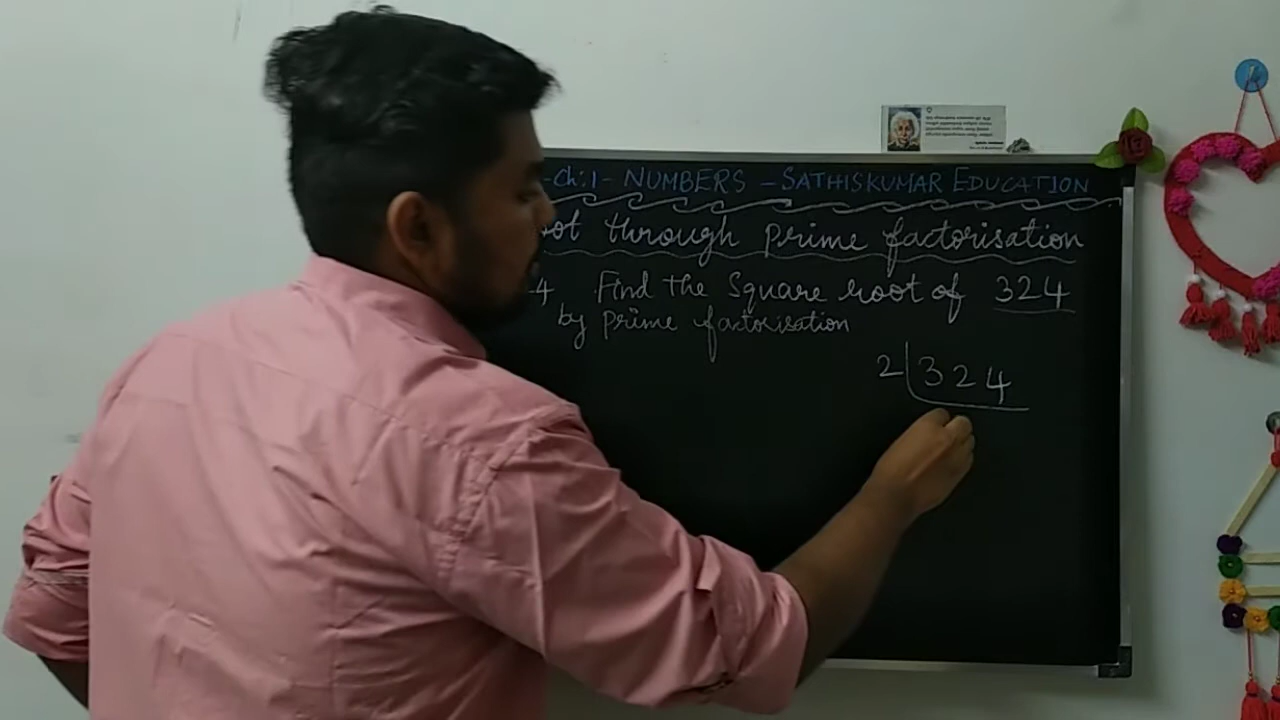 -Ch:1- NUMBERS - SATHISKUMAR EDUCATION
through prime factorisation
4 Find the Square root of 324
by prime factorisation
2 324